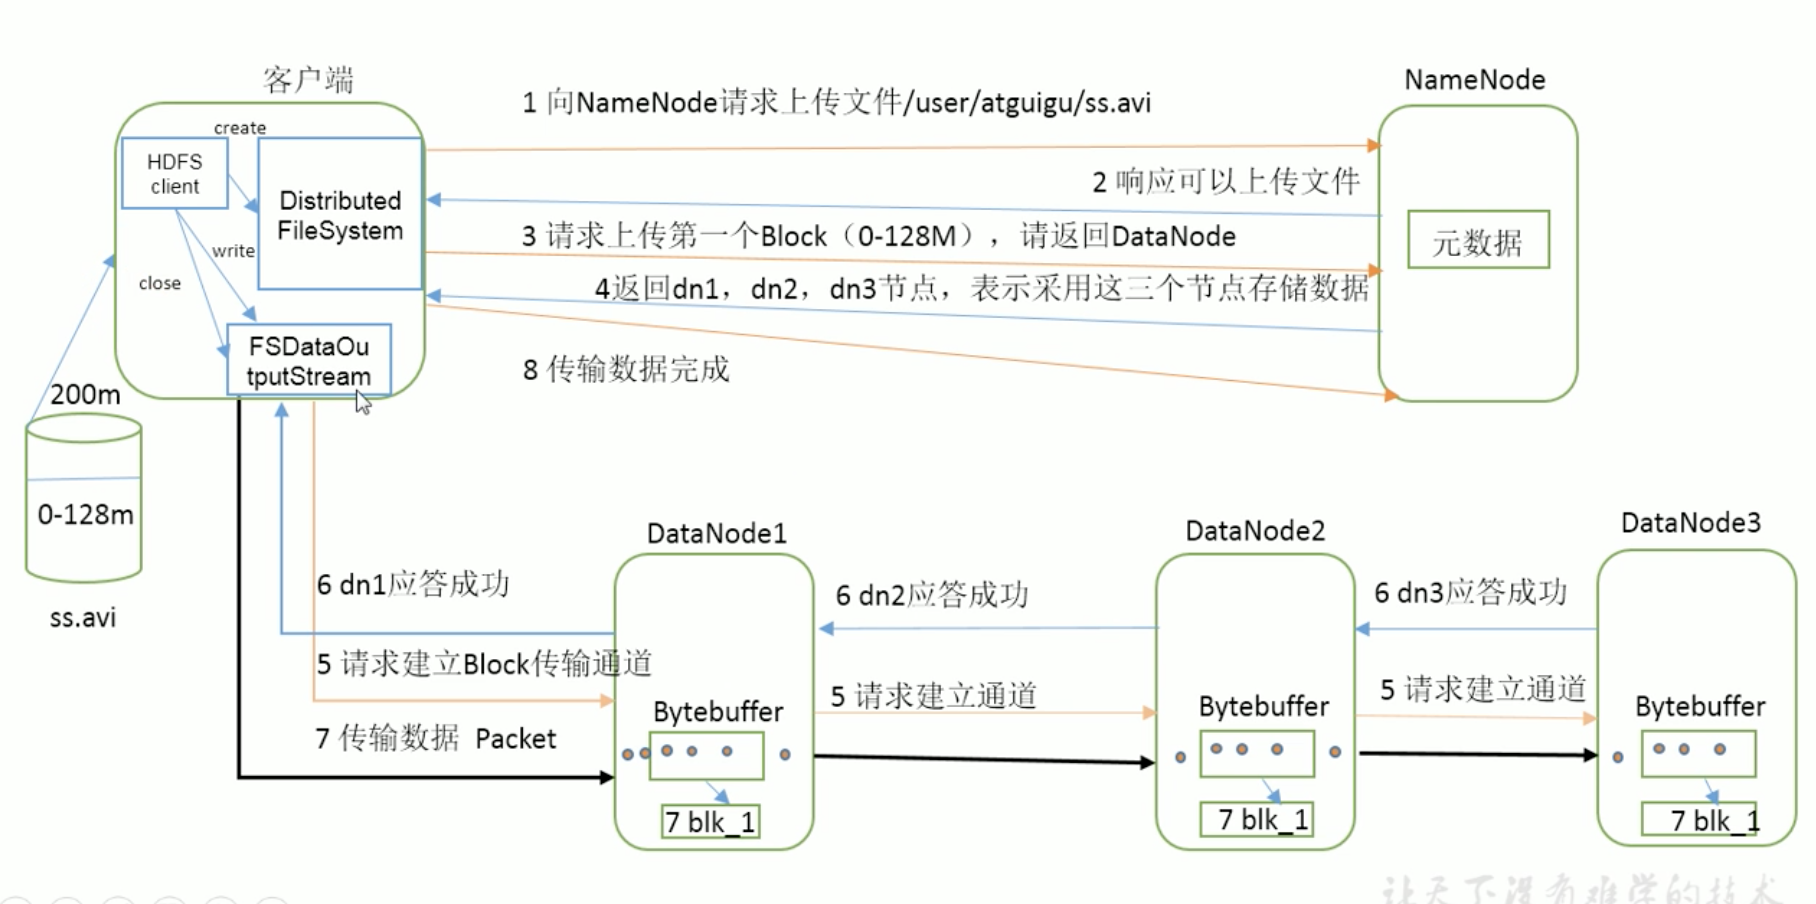 客户端
NameNode
1 向NameNode请求上传文件/user/atguigu/ss.avi
create
HDFS
client
Distributed
FileSystem
2 响应可以上传文件
3 请求上传第一个Block（0-128M），请返回DataNode
元数据
write
close
4返回dn1，dn2，dn3节点，表示采用这三个节点存储数据
FSDataOu
tputStream
8 传输数据完成
200m
0-128m
ss.avi
DataNode1
DataNode2
DataNode3
6 dn1应答成功
6 dn2应答成功
6 dn3应答成功
5 请求建立Block传输通道
5 请求建立通道
5 请求建立通道
7 传输数据 Packet
Bytebuffer
Bytebuffer
Bytebuffer
7 blk_1
7 blk_1
7 blk_1
让天下没有难学的技术